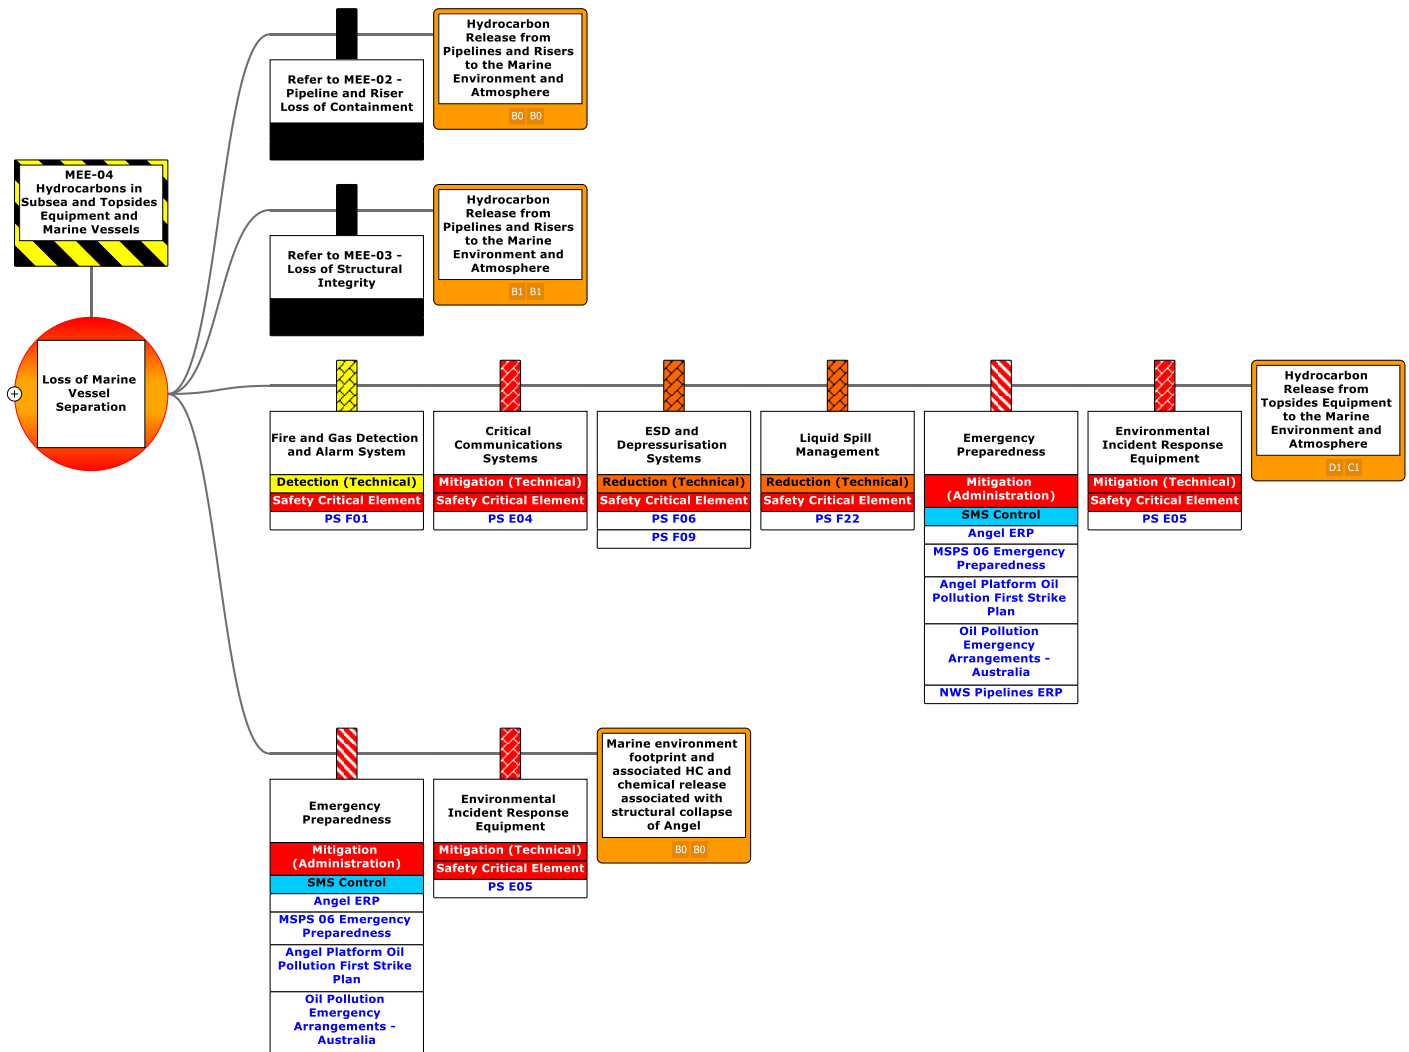 MEE-04
Hydrocarbons in
Subsea and Topsides
Equipment and
Marine Vessels
+
Loss of Marine
Vessel
Separation
Refer to MEE-02 -
Pipeline and Riser
Loss of Containment
Hydrocarbon
Release from
Pipelines and Risers
to the Marine
Environment and
Atmosphere
B0 B0
Refer to MEE-03 -
Loss of Structural
Integrity
Hydrocarbon
Release from
Pipelines and Risers
to the Marine
Environment and
Atmosphere
B1 B1
Fire and Gas Detection
and Alarm System
Detection (Technical)
Safety Critical Element
PS F01
Critical
Communications
Systems
Mitigation (Technical)
Safety Critical Element
PS E04
ESD and
Depressurisation
Systems
Reduction (Technical)
Safety Critical Element
PS F06
PS F09
Liquid Spill
Management
Reduction (Technical)
Safety Critical Element
PS F22
Emergency
Preparedness
Mitigation
(Administration)
SMS Control
Angel ERP
MSPS 06 Emergency
Preparedness
Angel Platform Oil
Pollution First Strike
Plan
Oil Pollution
Emergency
Arrangements -
Australia
NWS Pipelines ERP
Environmental
Incident Response
Equipment
Mitigation (Technical)
Safety Critical Element
PS E05
Hydrocarbon
Release from
Topsides Equipment
to the Marine
Environment and
Atmosphere
D1 C1
Emergency
Preparedness
Mitigation
(Administration)
SMS Control
Angel ERP
MSPS 06 Emergency
Preparedness
Angel Platform Oil
Pollution First Strike
Plan
Oil Pollution
Emergency
Arrangements -
Australia
Environmental
Incident Response
Equipment
Mitigation (Technical)
Safety Critical Element
PS E05
Marine environment
footprint and
associated HC and
chemical release
associated with
structural collapse
of Angel
B0 B0